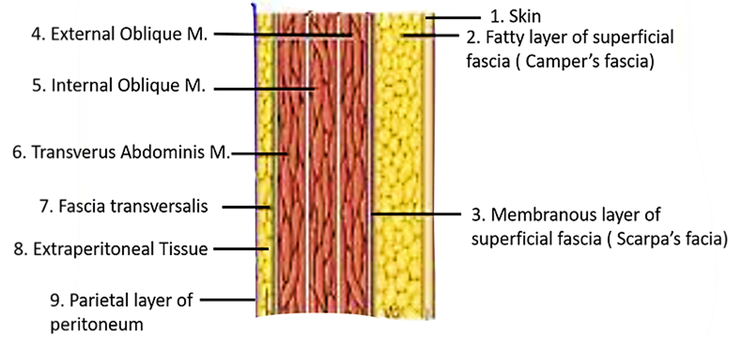 1. Skin
2. Fatty layer of superficial
fascia ( Camper's fascia)
3. Membranous layer of
superficial fascia ( Scarpa's facia)
4. External Oblique M.
5. Internal Oblique M.
6. Transverus Abdominis M.
7. Fascia transversalis
8. Extraperitoneal Tissue
9. Parietal layer of
peritoneum